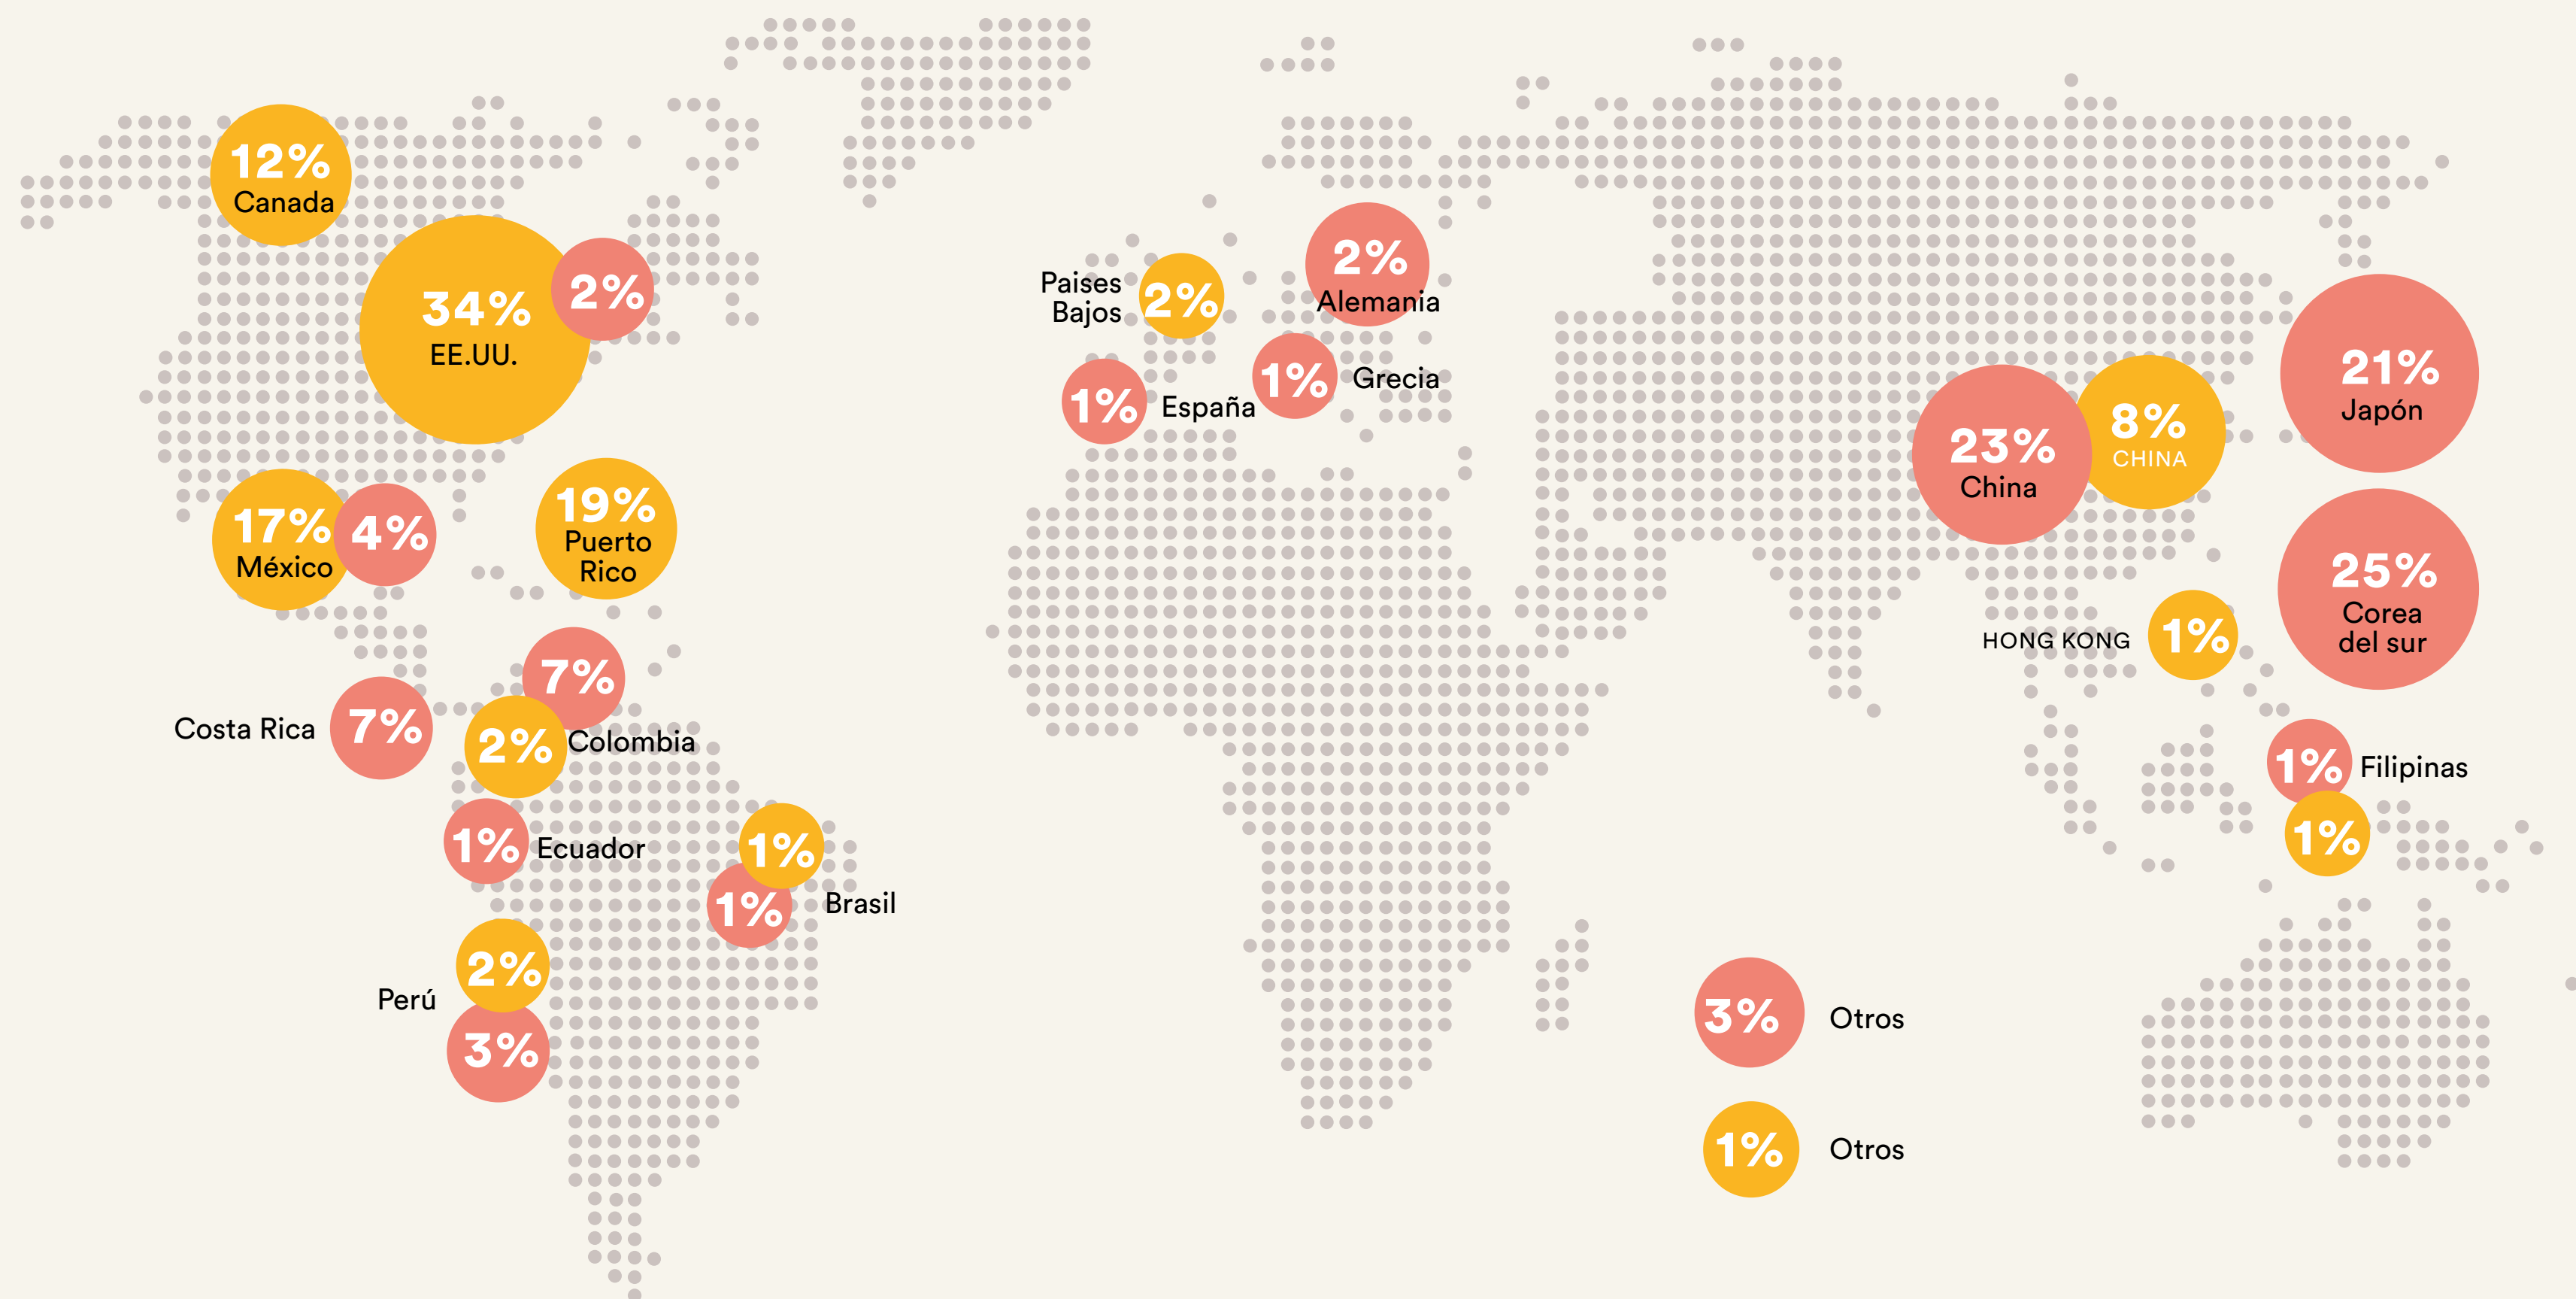 12%
Canada
34%
EE.UU.
2%
17%
México
4%
19%
Puerto
Rico
7%
2%
Colombia
Costa Rica
7%
1%
Ecuador
1%
1%
Brasil
2%
Perú
3%
Paises
Bajos
2%
2%
Alemania
1%
España
1%
Grecia
23%
China
8%
CHINA
21%
Japón
25%
Corea
del sur
HONG KONG
1%
1%
Filipinas
1%
3%
Otros
1%
Otros